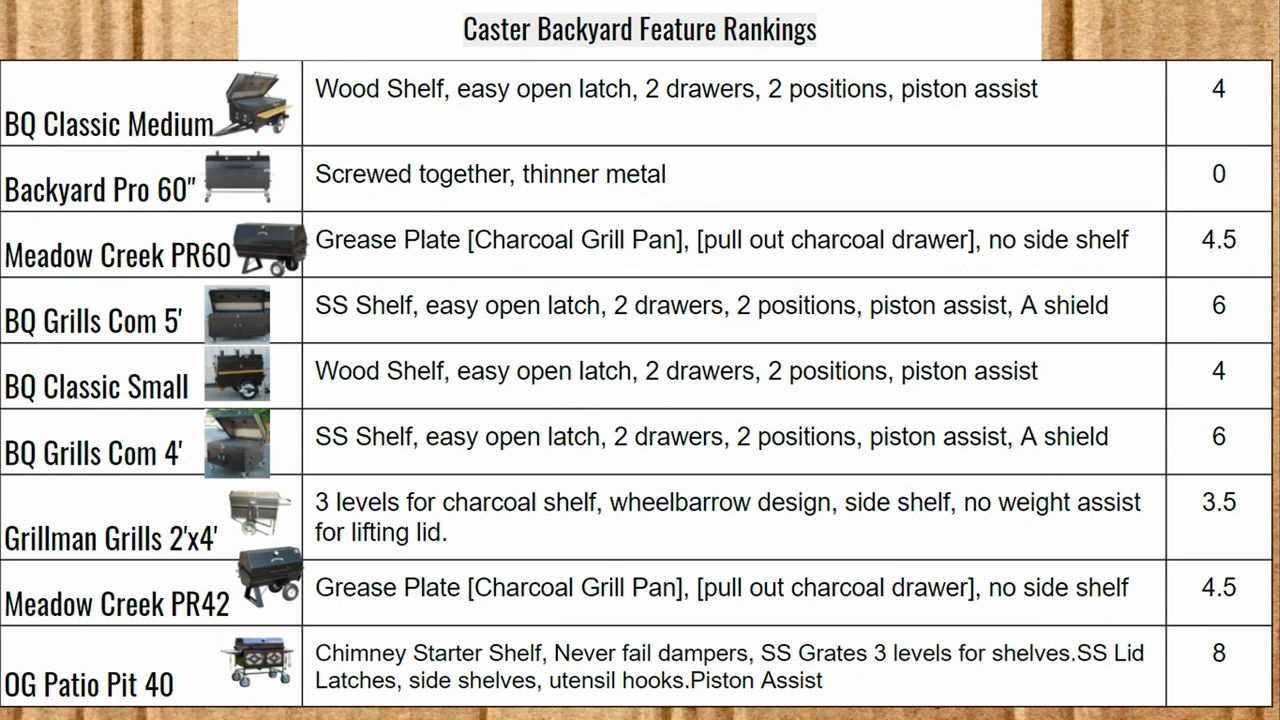 Caster Backyard Feature Rankings
BQ Classic Medium
Wood Shelf, easy open latch, 2 drawers, 2 positions, piston assist
4
Backyard Pro 60"
Screwed together, thinner metal
0
Meadow Creek PR60
Grease Plate [Charcoal Grill Pan], [pull out charcoal drawer], no side shelf
4.5
BQ Grills Com 5'
SS Shelf, easy open latch, 2 drawers, 2 positions, piston assist, A shield
6
BQ Classic Small
Wood Shelf, easy open latch, 2 drawers, 2 positions, piston assist
4
BQ Grills Com 4'
SS Shelf, easy open latch, 2 drawers, 2 positions, piston assist, A shield
6
Grillman Grills 2'x4'
3 levels for charcoal shelf, wheelbarrow design, side shelf, no weight assist
for lifting lid.
3.5
Meadow Creek PR42
Grease Plate [Charcoal Grill Pan], [pull out charcoal drawer], no side shelf
4.5
OG Patio Pit 40
Chimney Starter Shelf, Never fail dampers, SS Grates 3 levels for shelves.SS Lid
Latches, side shelves, utensil hooks.Piston Assist
8